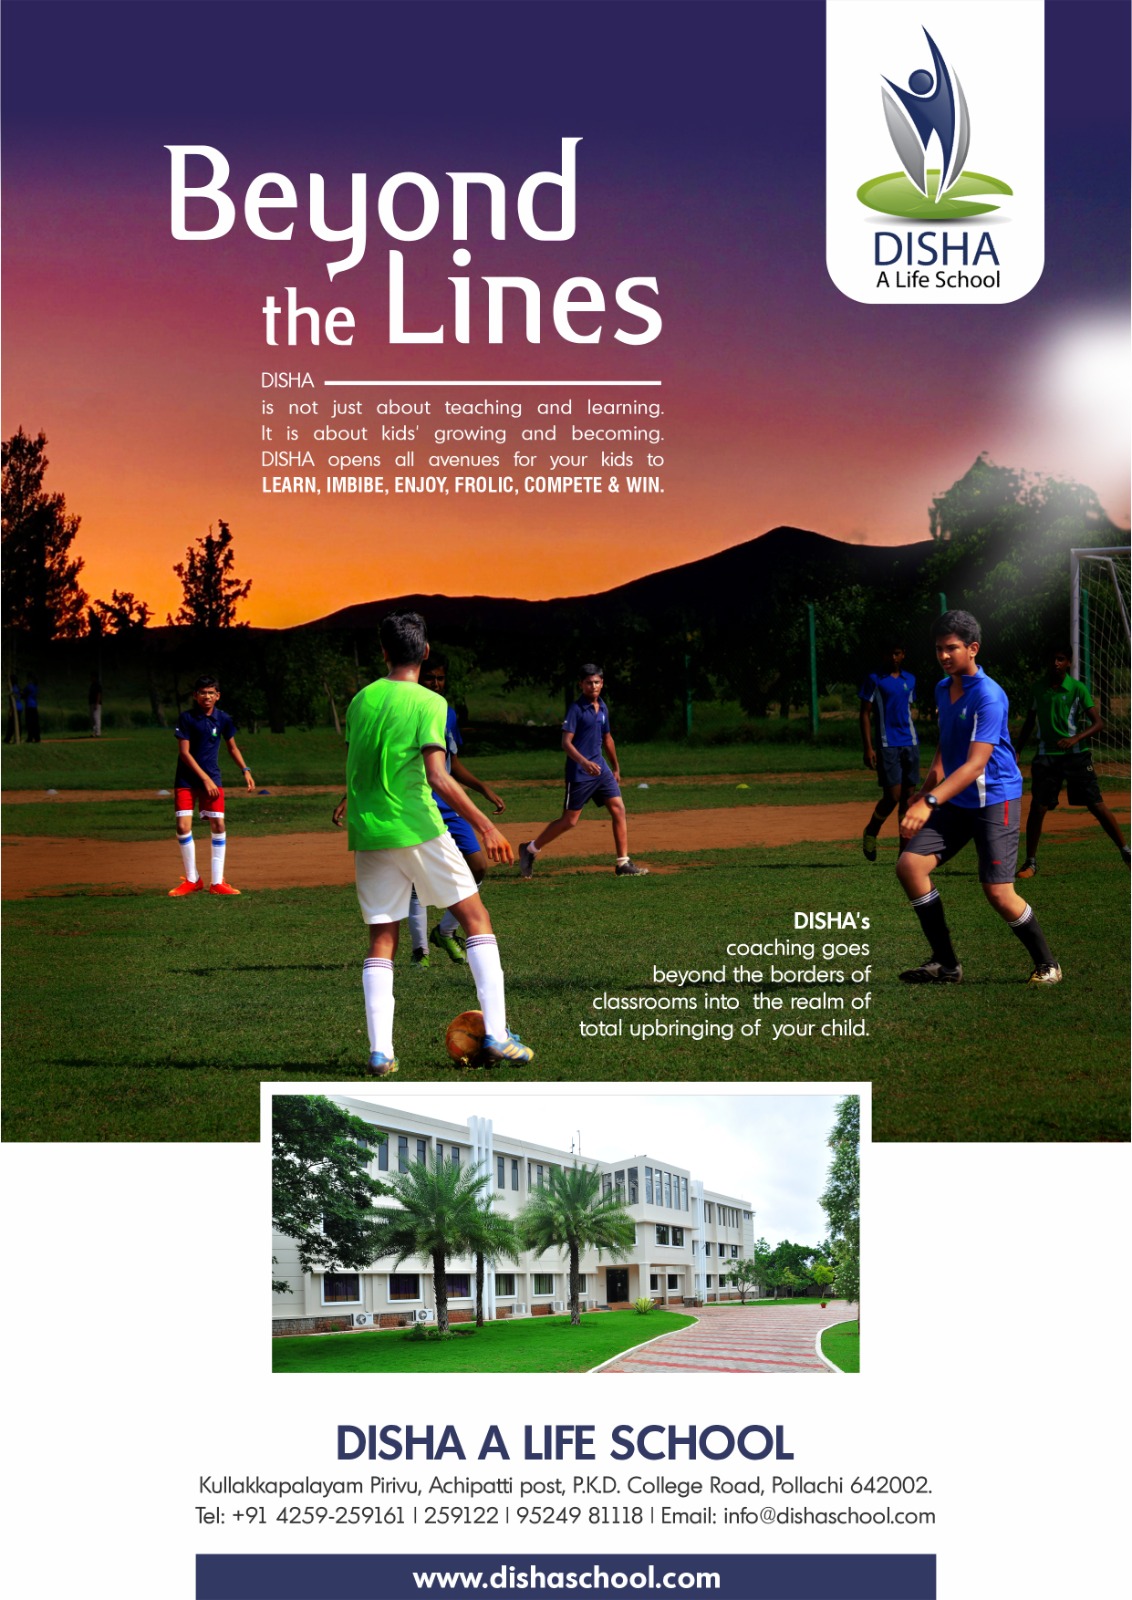 DISHA
A Life School
Beyond
the Lines
DISHA
is not just about teaching and learning.
It is about kids' growing and becoming.
DISHA opens all avenues for your kids to
LEARN, IMBIBE, ENJOY, FROLIC, COMPETE & WIN.
DISHA's
coaching goes
beyond the borders of
classrooms into the realm of
total upbringing of your child.
DISHA A LIFE SCHOOL
Kullakkapalayam Pirivu, Achipatti post, P.K.D. College Road, Pollachi 642002.
Tel: +91 4259-259161 | 259122 | 95249 81118 | Email: info@dishaschool.com
www.dishaschool.com